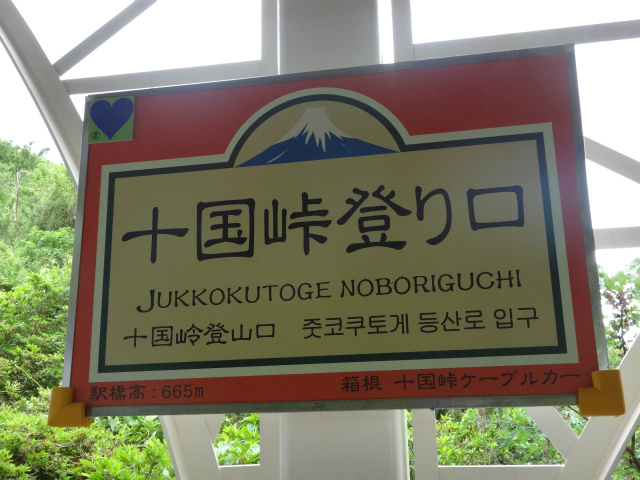 ②
十国峠登り口
JUKKOKUTOGE NOBORIGUCHI
十国岭登山口 줏코쿠토게 등산로 입구
駅標高:665m 箱根 十国峠ケーブルカー